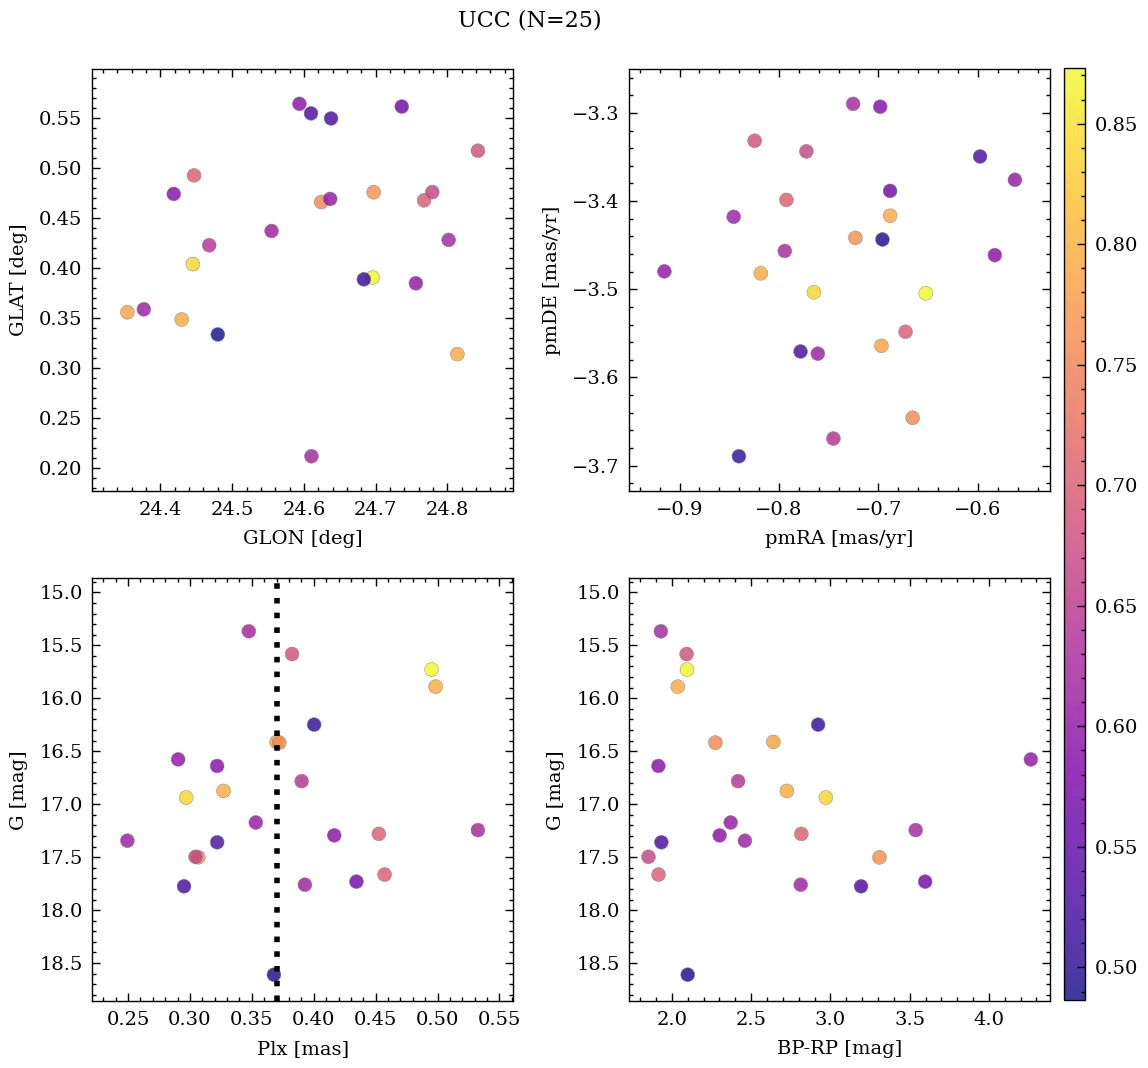 UCC (N=25)
0.55
0.50
0.45
0.40
0.35
0.30
0.25
0.20
GLAT [deg]
24.4 24.5 24.6 24.7 24.8
GLON [deg]
−3.3
−3.4
−3.5
−3.6
−3.7
pmDE [mas/yr]
−0.9 −0.8 −0.7 −0.6
pmRA [mas/yr]
0.85
0.80
0.75
0.70
0.65
0.60
0.55
0.50
15.0
15.5
16.0
16.5
17.0
17.5
18.0
18.5
G [mag]
0.25 0.30 0.35 0.40 0.45 0.50 0.55
Plx [mas]
15.0
15.5
16.0
16.5
17.0
17.5
18.0
18.5
G [mag]
2.0 2.5 3.0 3.5 4.0
BP-RP [mag]